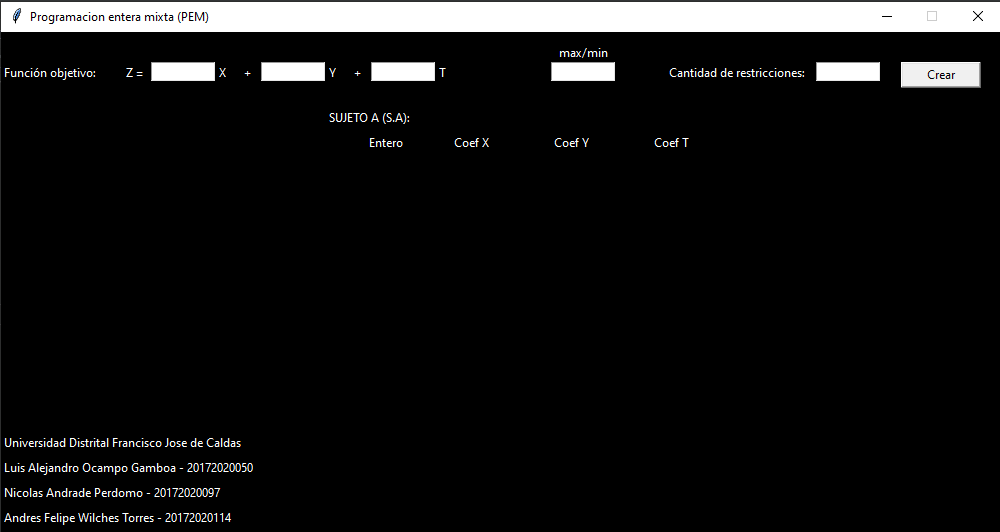 Programacion entera mixta (PEM)
max/min
Función objetivo: Z = X + Y + T Cantidad de restricciones: Crear
SUJETO A (S.A):
Entero Coef X Coef Y Coef T
Universidad Distrital Francisco Jose de Caldas
Luis Alejandro Ocampo Gamboa - 20172020050
Nicolas Andrade Perdomo - 20172020097
Andres Felipe Wilches Torres - 20172020114